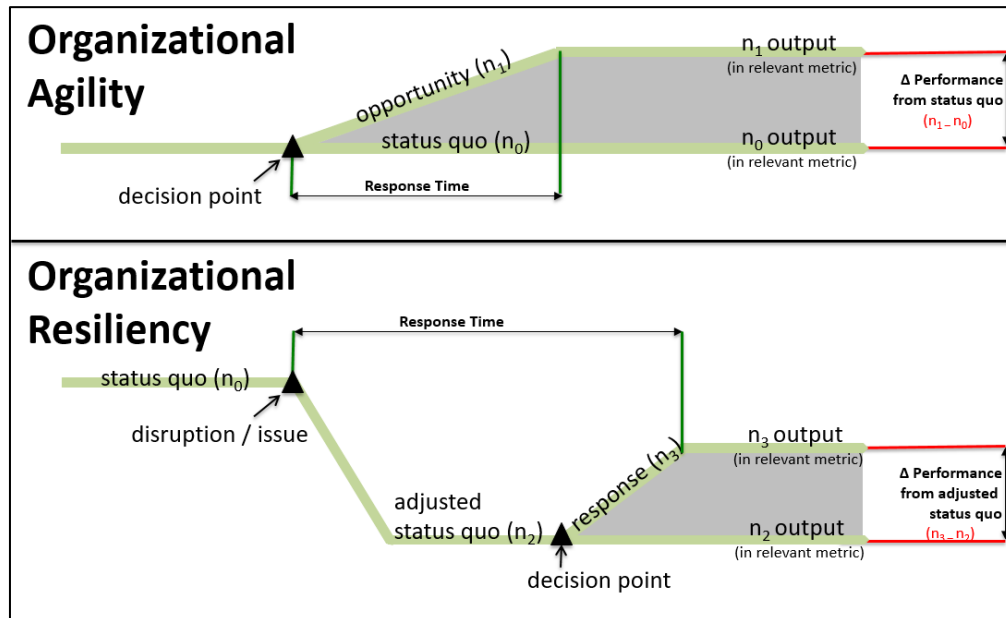 Organizational
Agility
opportunity (n₁)
n₁ output
(in relevant metric)
Δ Performance
from status quo
(n₁ – n₀)
status quo (n₀)
n₀ output
(in relevant metric)
decision point
Response Time
Organizational
Resiliency
Response Time
status quo (n₀)
disruption / issue
response (n₃)
n₃ output
(in relevant metric)
Δ Performance
from adjusted
status quo
(n₃ – n₂)
adjusted
status quo (n₂)
n₂ output
(in relevant metric)
decision point